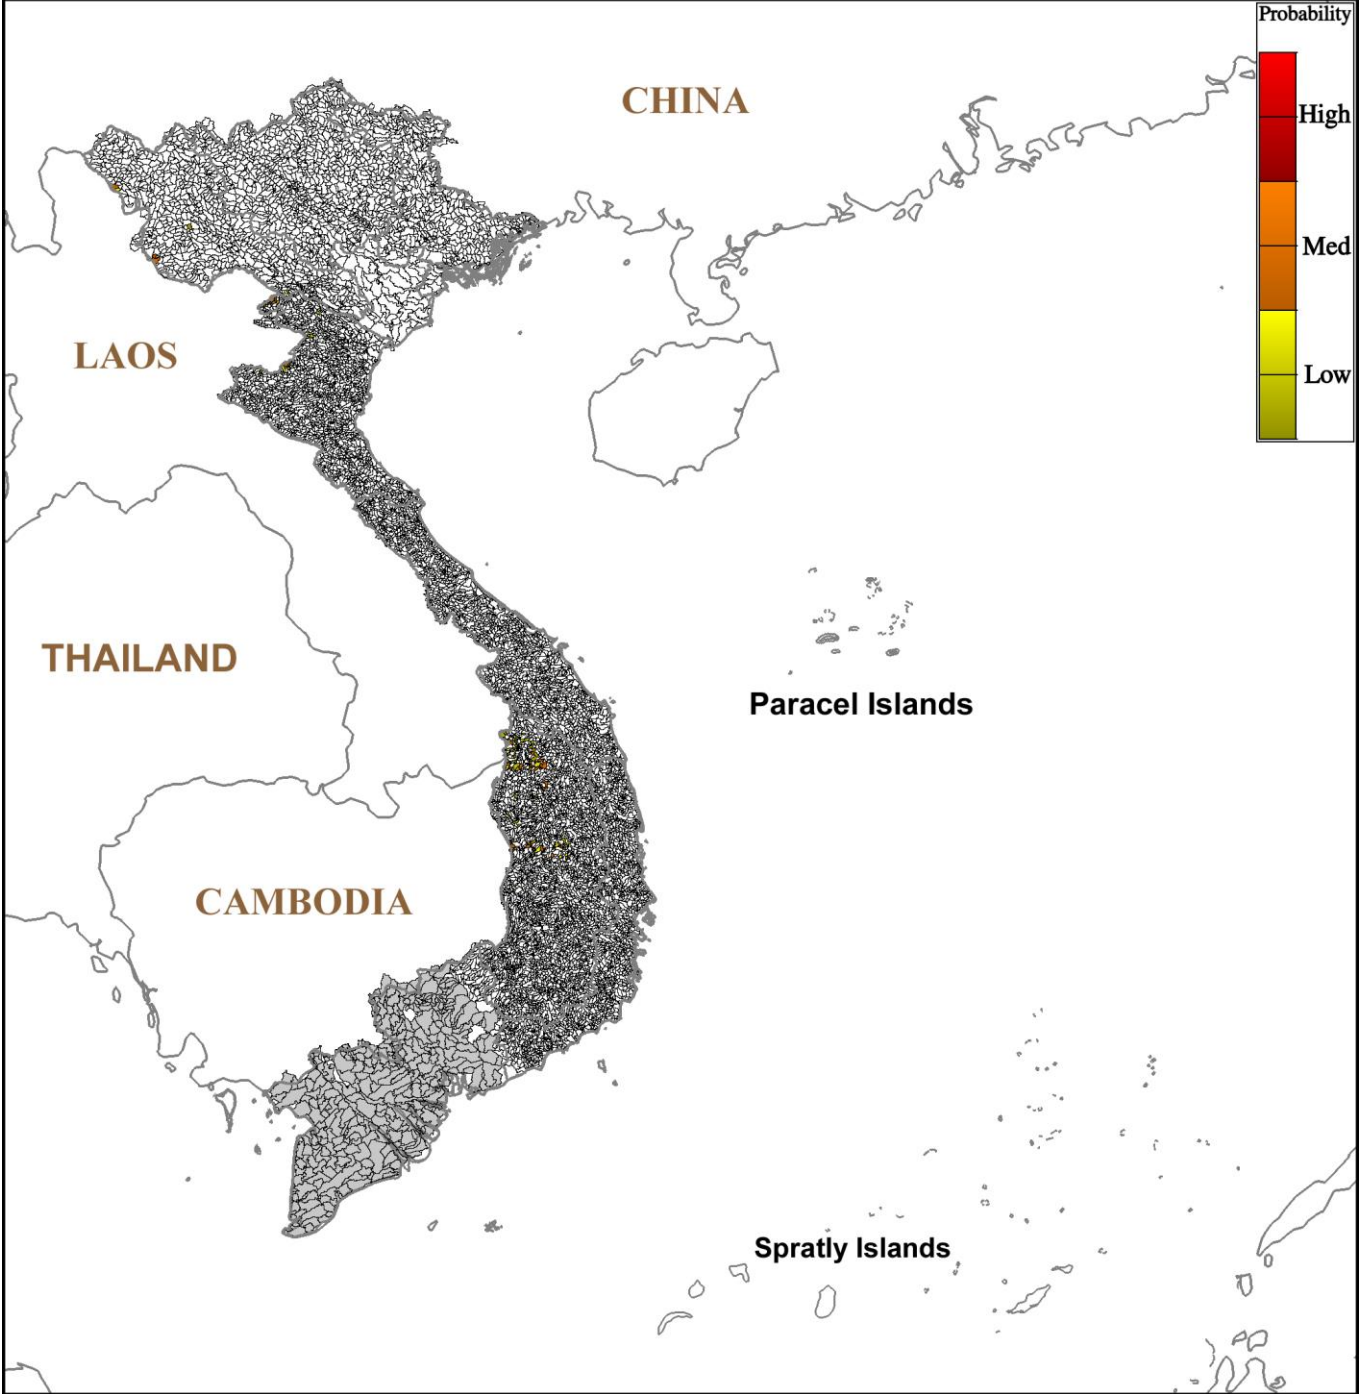 Probability
CHINA
High
Med
LAOS
Low
THAILAND
Paracel Islands
CAMBODIA
Spratly Islands